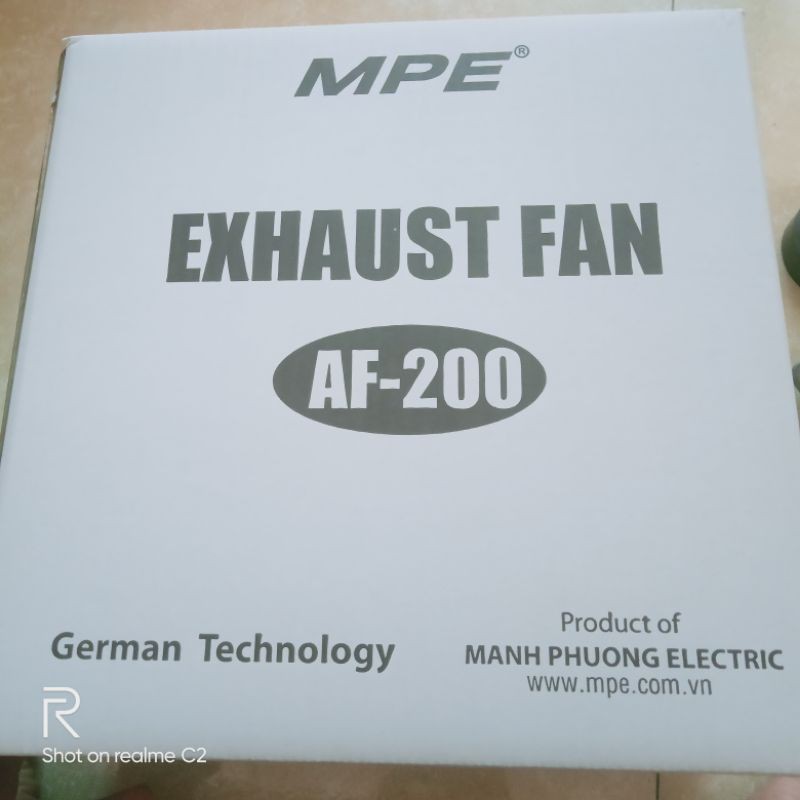 MPE®
EXHAUST FAN
AF-200
German Technology
Product of
MANH PHUONG ELECTRIC
www.mpe.com.vn
R
Shot on realme C2